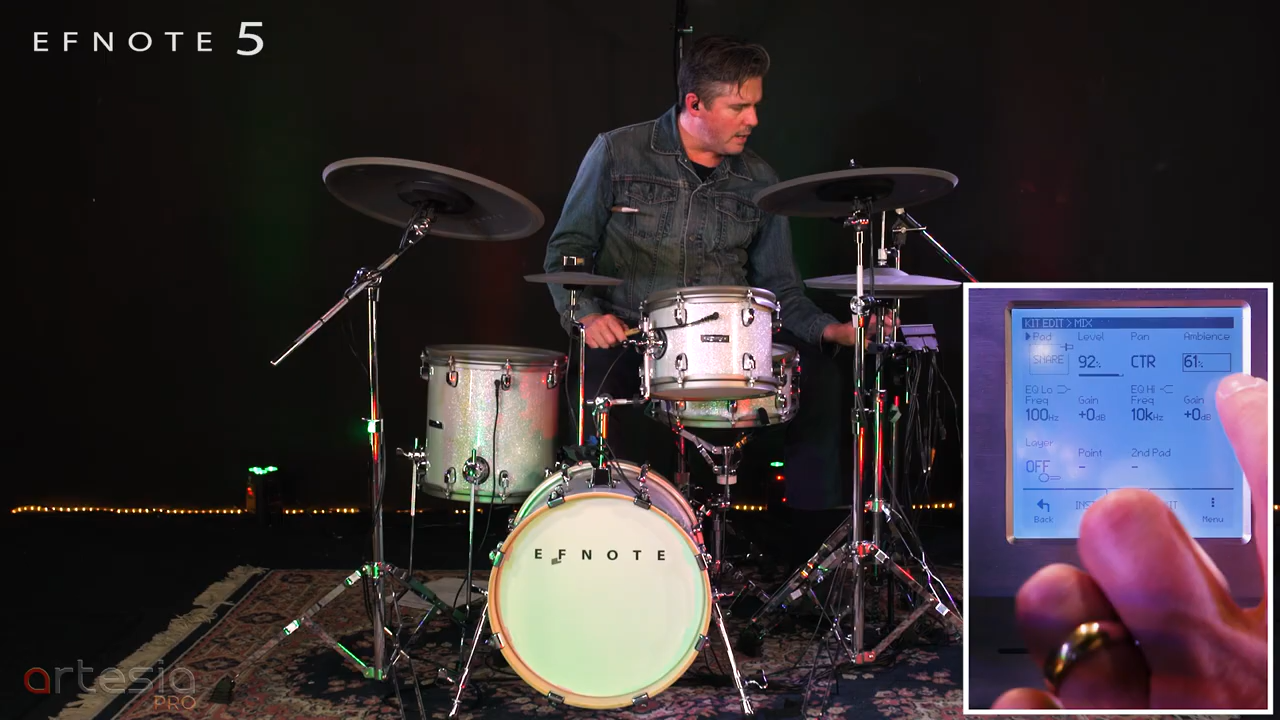 EFNOTE 5
KIT EDIT > MIX
Pad Level Pan Ambience
SNARE 92% CTR 61%
EQ Lo EQ Hi
Freq Gain Freq Gain
100Hz +0dB 10kHz +0dB
Layer Point 2nd Pad
OFF - -
Back Menu
EFNOTE
artesia
PRO